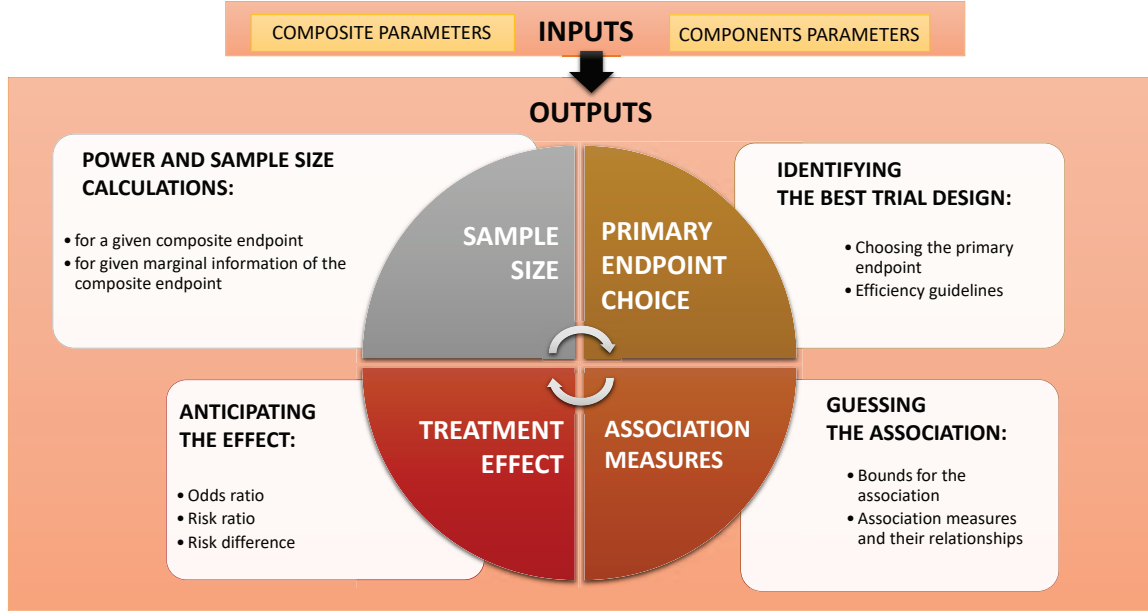 COMPOSITE PARAMETERS
INPUTS
COMPONENTS PARAMETERS
OUTPUTS
POWER AND SAMPLE SIZE
CALCULATIONS:
• for a given composite endpoint
• for given marginal information of the
composite endpoint
SAMPLE
SIZE
PRIMARY
ENDPOINT
CHOICE
IDENTIFYING
THE BEST TRIAL DESIGN:
• Choosing the primary
endpoint
• Efficiency guidelines
ANTICIPATING
THE EFFECT:
• Odds ratio
• Risk ratio
• Risk difference
TREATMENT
EFFECT
ASSOCIATION
MEASURES
GUESSING
THE ASSOCIATION:
• Bounds for the
association
• Association measures
and their relationships